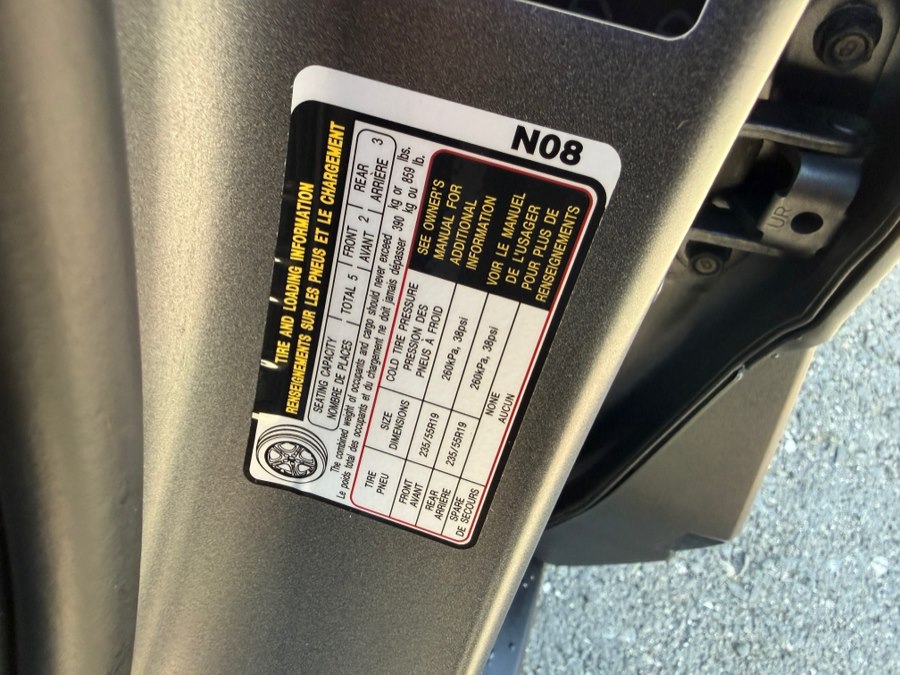 N08
TIRE AND LOADING INFORMATION
RENSEIGNEMENTS SUR LES PNEUS ET LE CHARGEMENT
SEATING CAPACITY TOTAL 5 FRONT 2 REAR 3
NOMBRE DE PLACES AVANT ARRIÈRE
The combined weight of occupants and cargo should never exceed 390 kg or 859 lbs.
Le poids total des occupants et du chargement ne doit jamais dépasser 390 kg ou 859 lb.
TIRE SIZE COLD TIRE PRESSURE
PNEU DIMENSIONS PRESSION DES
PNEUS À FROID
FRONT
AVANT 235/55R19 260kPa, 38psi
REAR
ARRIÈRE 235/55R19 260kPa, 38psi
SPARE NONE
DE SECOURS AUCUN
SEE OWNER'S
MANUAL FOR
ADDITIONAL
INFORMATION
VOIR LE MANUEL
DE L'USAGER
POUR PLUS DE
RENSEIGNEMENTS
UR